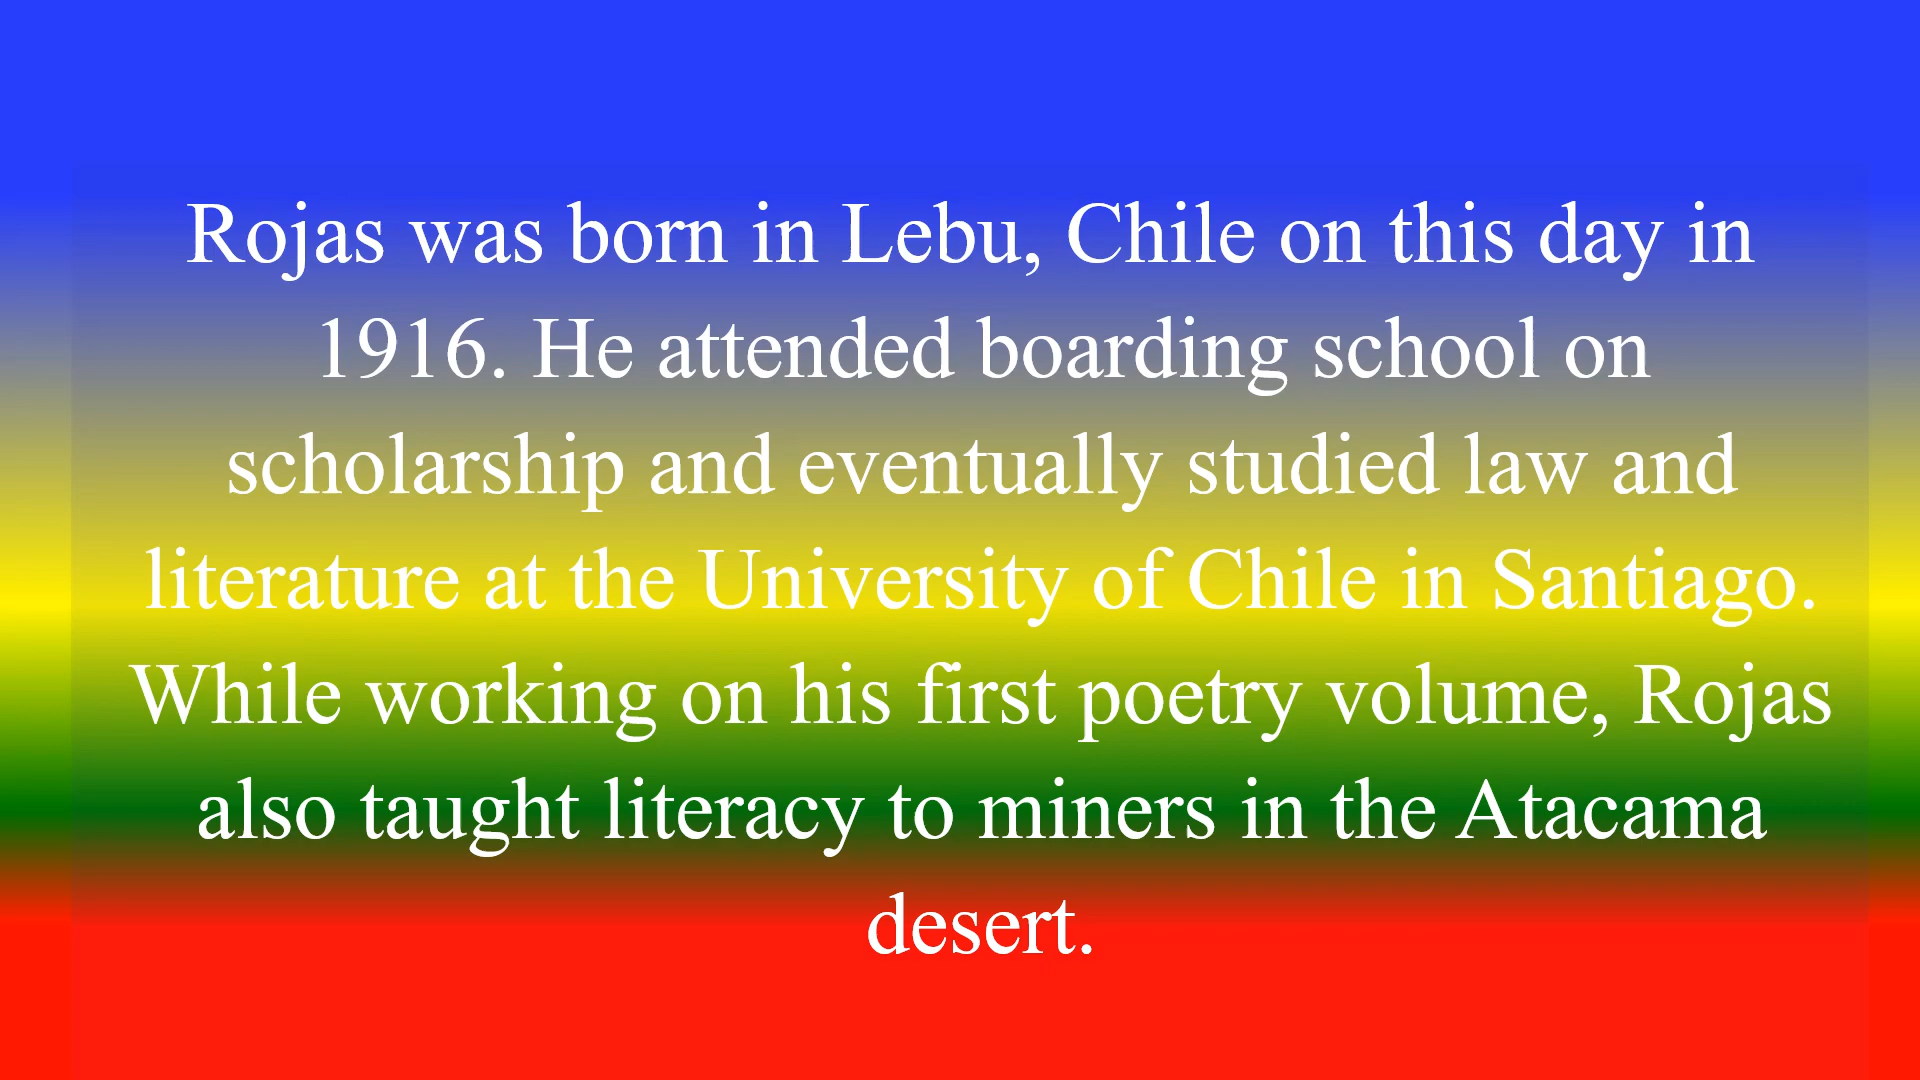 Rojas was born in Lebu, Chile on this day in
1916. He attended boarding school on
scholarship and eventually studied law and
literature at the University of Chile in Santiago.
While working on his first poetry volume, Rojas
also taught literacy to miners in the Atacama
desert.